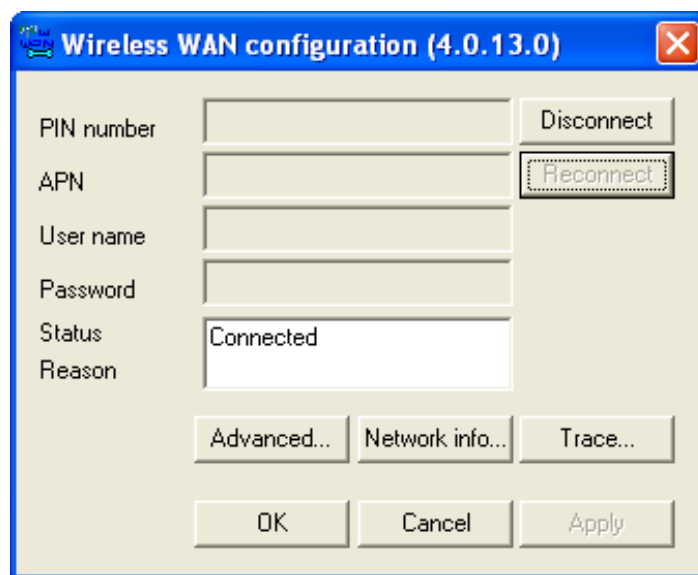 Wireless WAN configuration (4.0.13.0)
PIN number
Disconnect
APN
Reconnect
User name
Password
Status
Connected
Reason
Advanced... Network info... Trace...
OK Cancel Apply